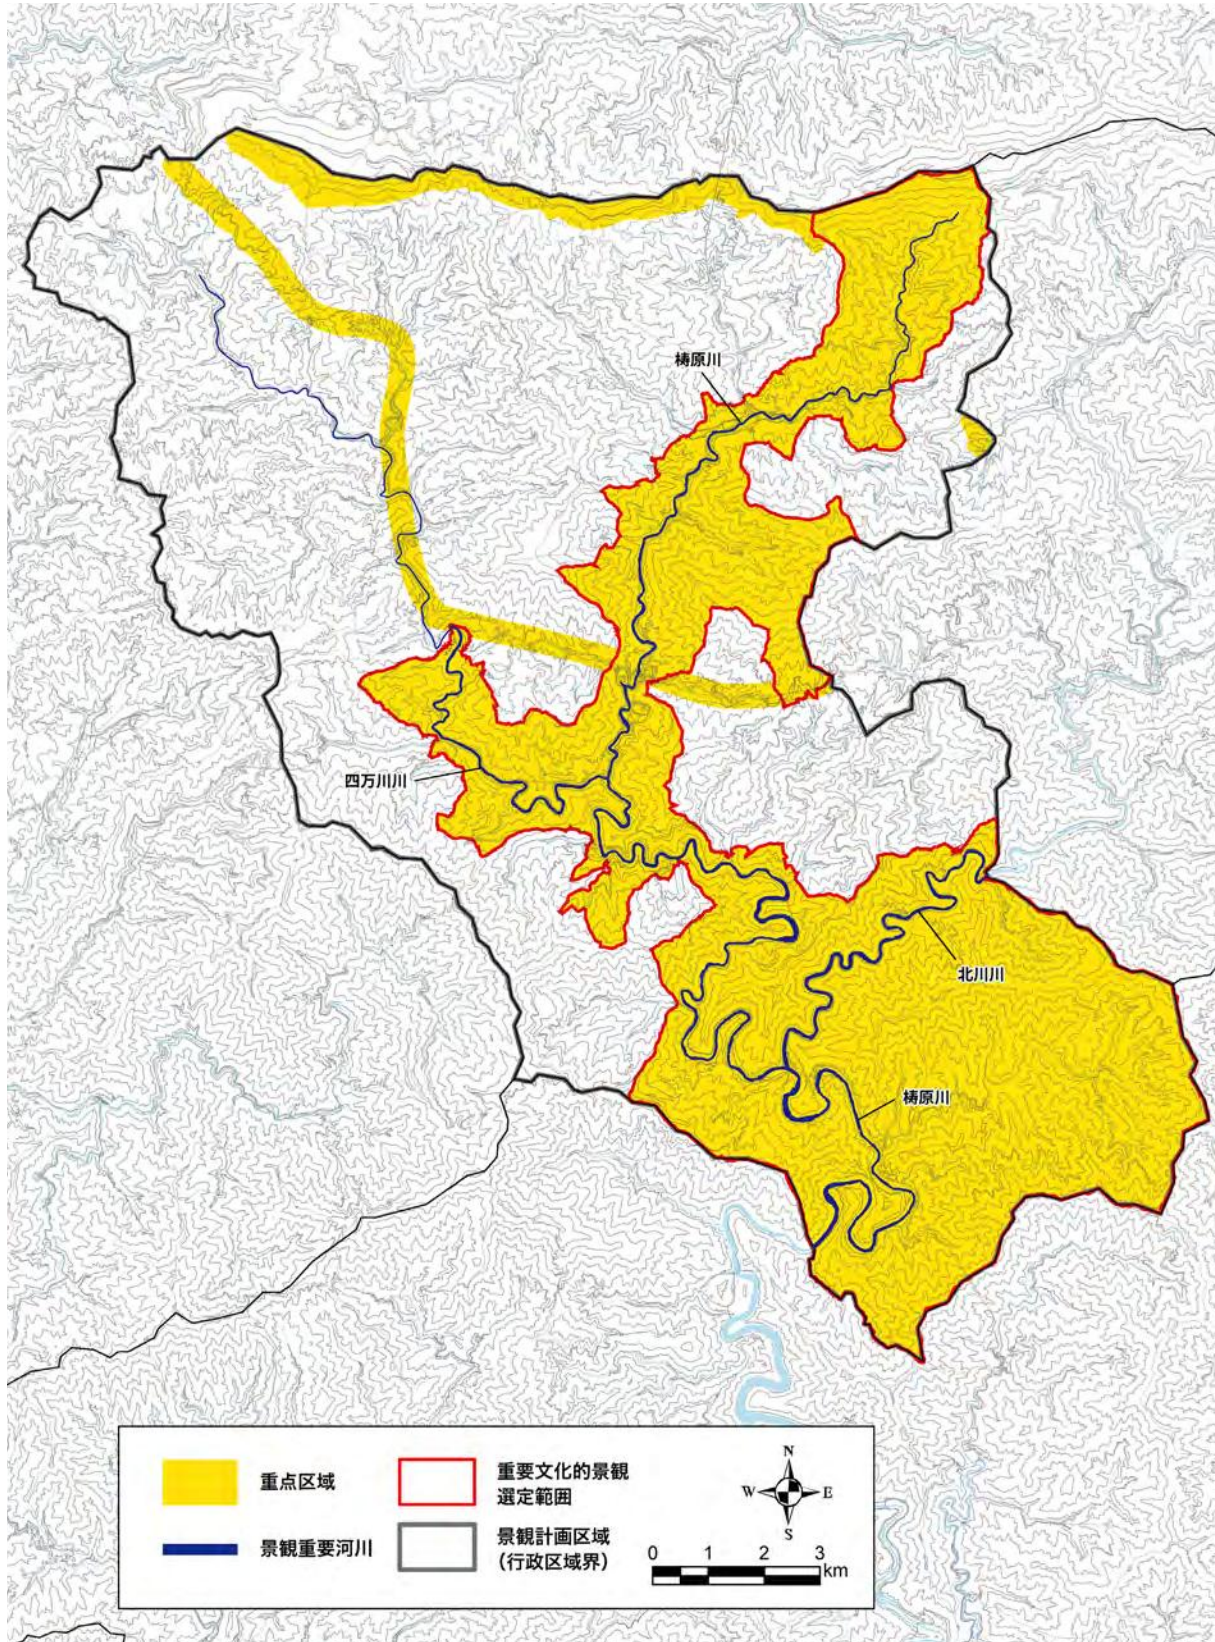 梼原川
四万川川
北川川
梼原川
重点区域
重要文化的景観
選定範囲
景観重要河川
景観計画区域
(行政区域界)
N
W
E
S
0 1 2 3
km